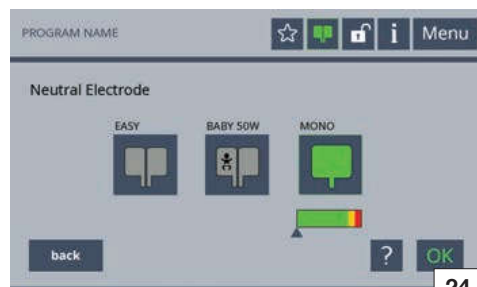 PROGRAM NAME i Menu
Neutral Electrode
EASY BABY 50W MONO
back ? OK
24